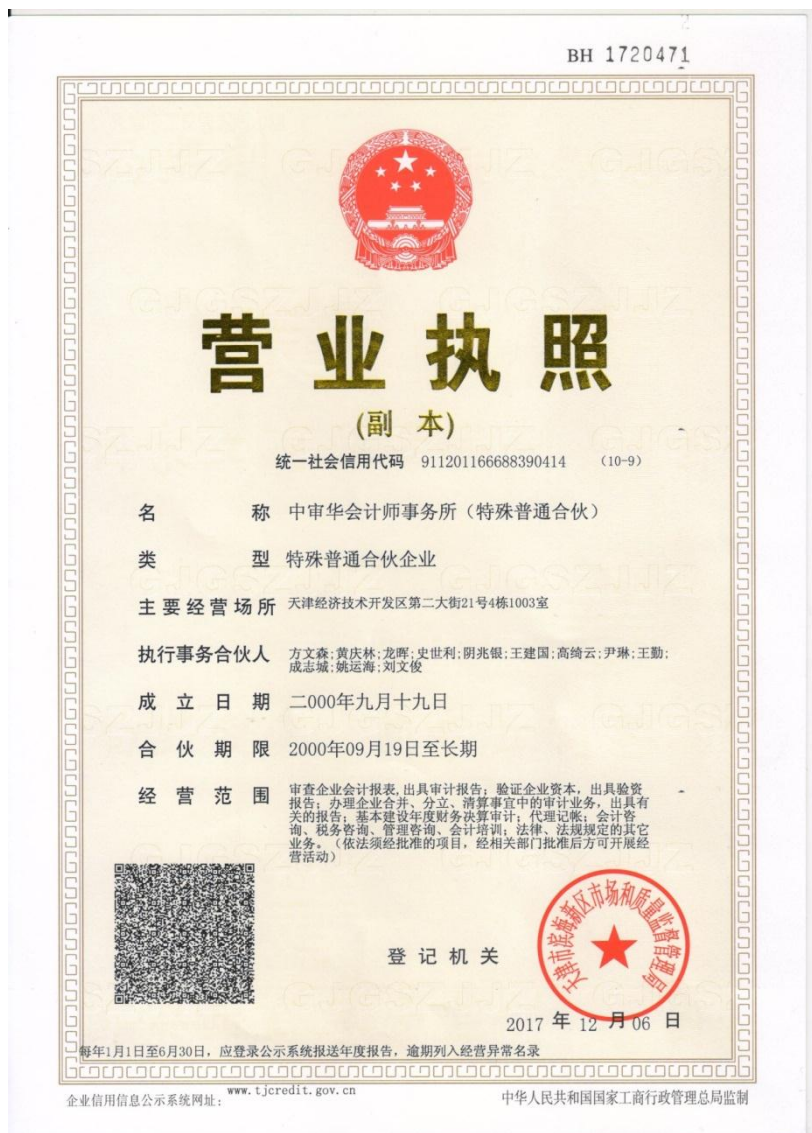 BH 1720471
营业执照
(副 本)
统一社会信用代码 911201166688390414 (10-9)
名 称 中审华会计师事务所（特殊普通合伙）
类 型 特殊普通合伙企业
主要经营场所 天津经济技术开发区第二大街21号4栋1003室
执行事务合伙人 方文森;黄庆林;龙晖;史世利;阴兆银;王建国;高绮云;尹琳;王勤;
成志城;姚运海;刘文俊
成 立 日 期 二000年九月十九日
合 伙 期 限 2000年09月19日至长期
经 营 范 围 审查企业会计报表,出具审计报告；验证企业资本，出具验资
报告；办理企业合并、分立、清算事宜中的审计业务，出具有
关的报告；基本建设年度财务决算审计；代理记帐；会计咨
询、税务咨询、管理咨询、会计培训；法律、法规规定的其它
业务。（依法须经批准的项目，经相关部门批准后方可开展经
营活动）
天津市滨海新区市场和质量监督管理局
登 记 机 关
2017 年 12 月 06 日
每年1月1日至6月30日，应登录公示系统报送年度报告，逾期列入经营异常名录
企业信用信息公示系统网址： www.tjcredit.gov.cn
中华人民共和国国家工商行政管理总局监制